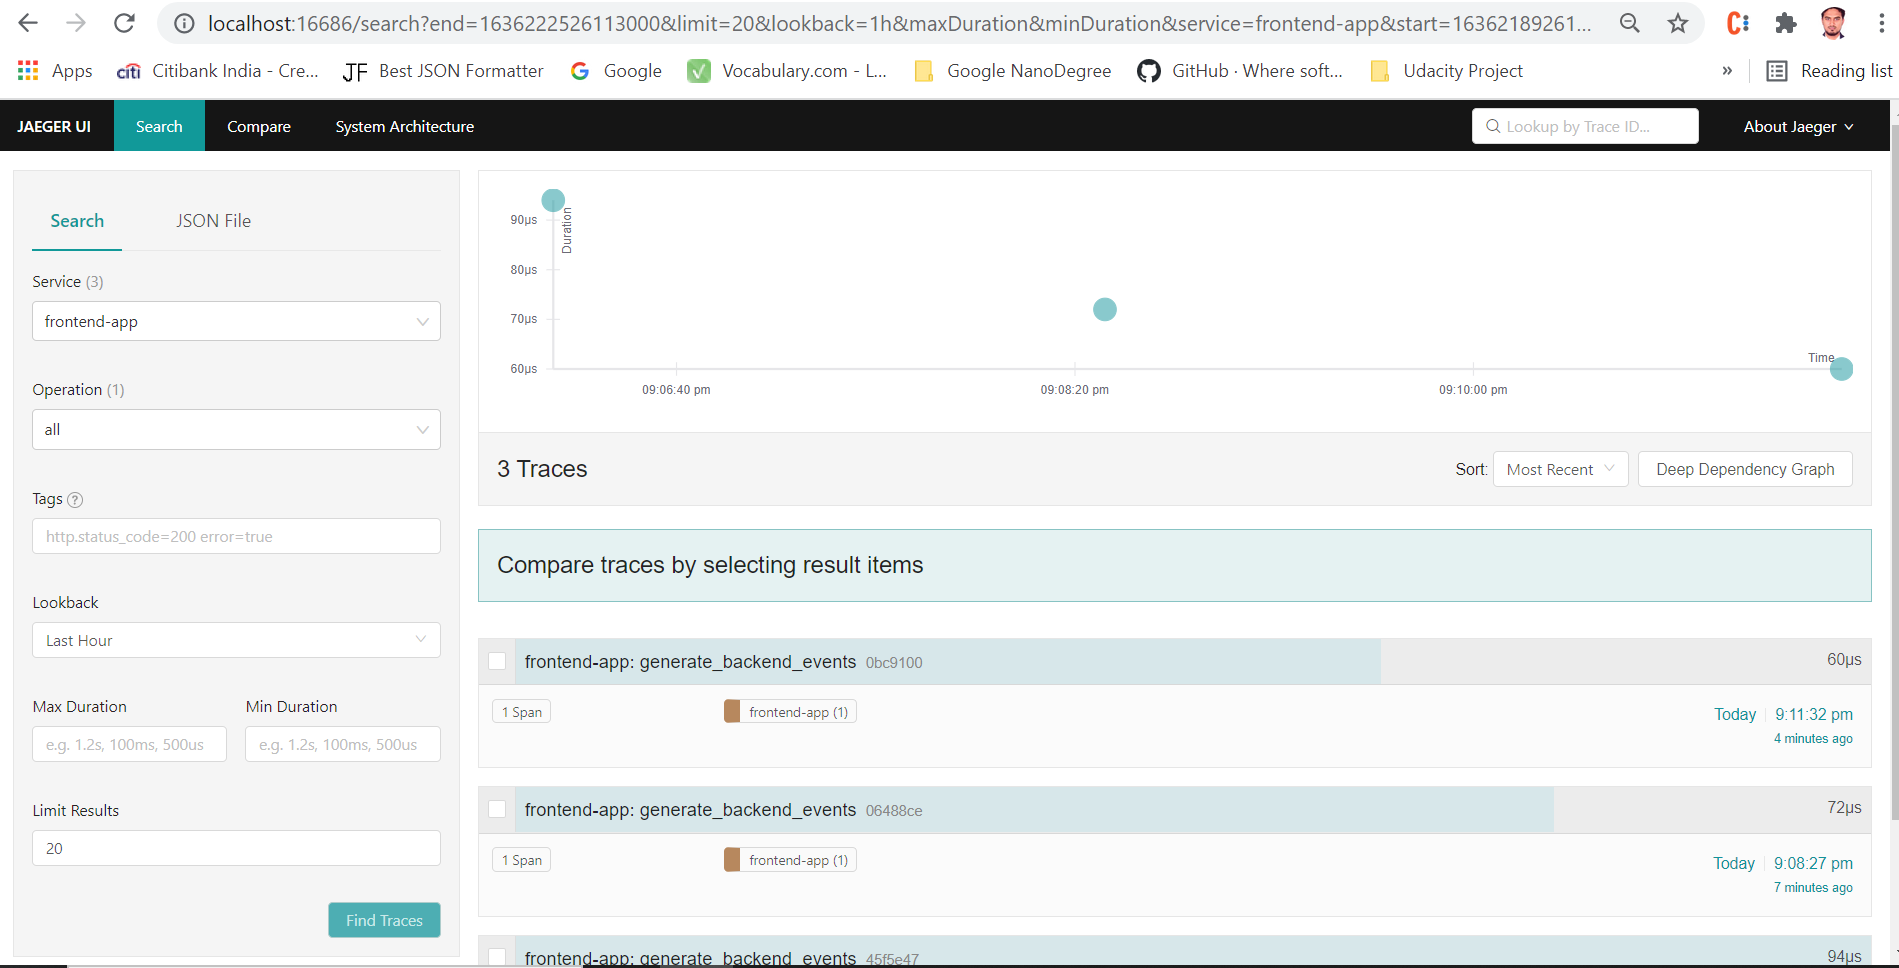 localhost:16686/search?end=1636222526113000&limit=20&lookback=1h&maxDuration&minDuration&service=frontend-app&start=16362189261...
Apps citi Citibank India - Cre... JF Best JSON Formatter Google Vocabulary.com - L... Google NanoDegree GitHub · Where soft... Udacity Project » Reading list
JAEGER UI Search Compare System Architecture Lookup by Trace ID... About Jaeger
Search JSON File
Service (3)
frontend-app
Operation (1)
all
Tags ?
http.status_code=200 error=true
Lookback
Last Hour
Max Duration Min Duration
e.g. 1.2s, 100ms, 500us e.g. 1.2s, 100ms, 500us
Limit Results
20
Find Traces
Duration
90µs
80µs
70µs
60µs
Time
09:06:40 pm 09:08:20 pm 09:10:00 pm
3 Traces Sort: Most Recent Deep Dependency Graph
Compare traces by selecting result items
frontend-app: generate_backend_events 0bc9100 60µs
1 Span frontend-app (1) Today 9:11:32 pm
4 minutes ago
frontend-app: generate_backend_events 06488ce 72µs
1 Span frontend-app (1) Today 9:08:27 pm
7 minutes ago
frontend-app: generate_backend_events 45f5e47 94µs